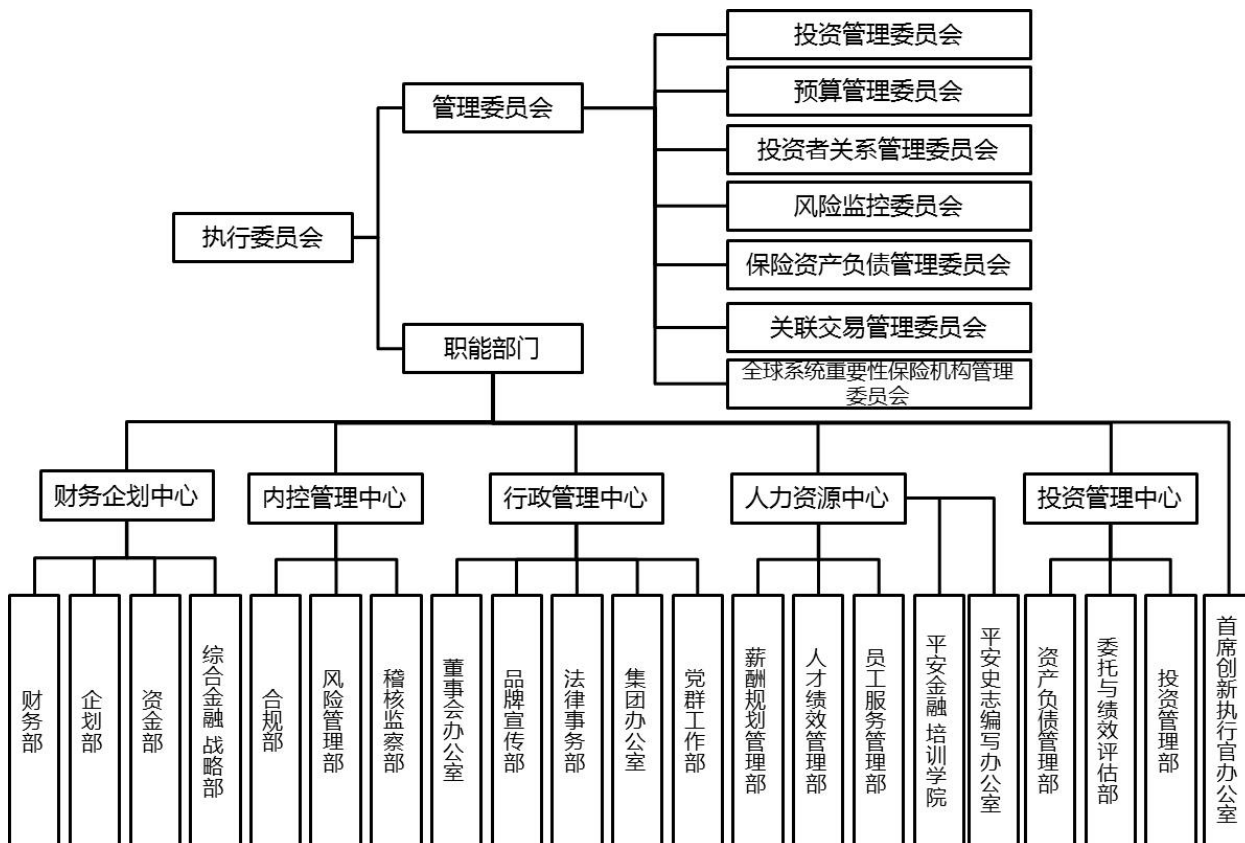 投资管理委员会
预算管理委员会
管理委员会
投资者关系管理委员会
风险监控委员会
执行委员会
保险资产负债管理委员会
关联交易管理委员会
职能部门
全球系统重要性保险机构管理
委员会
财务企划中心
内控管理中心
行政管理中心
人力资源中心
投资管理中心
财务部
企划部
资金部
综合金融 战略部
合规部
风险管理部
稽核监察部
董事会办公室
品牌宣传部
法律事务部
集团办公室
党群工作部
薪酬规划管理部
人才绩效管理部
员工服务管理部
平安金融 培训学院
平安史志编写办公室
资产负债管理部
委托与绩效评估部
投资管理部
首席创新执行官办公室